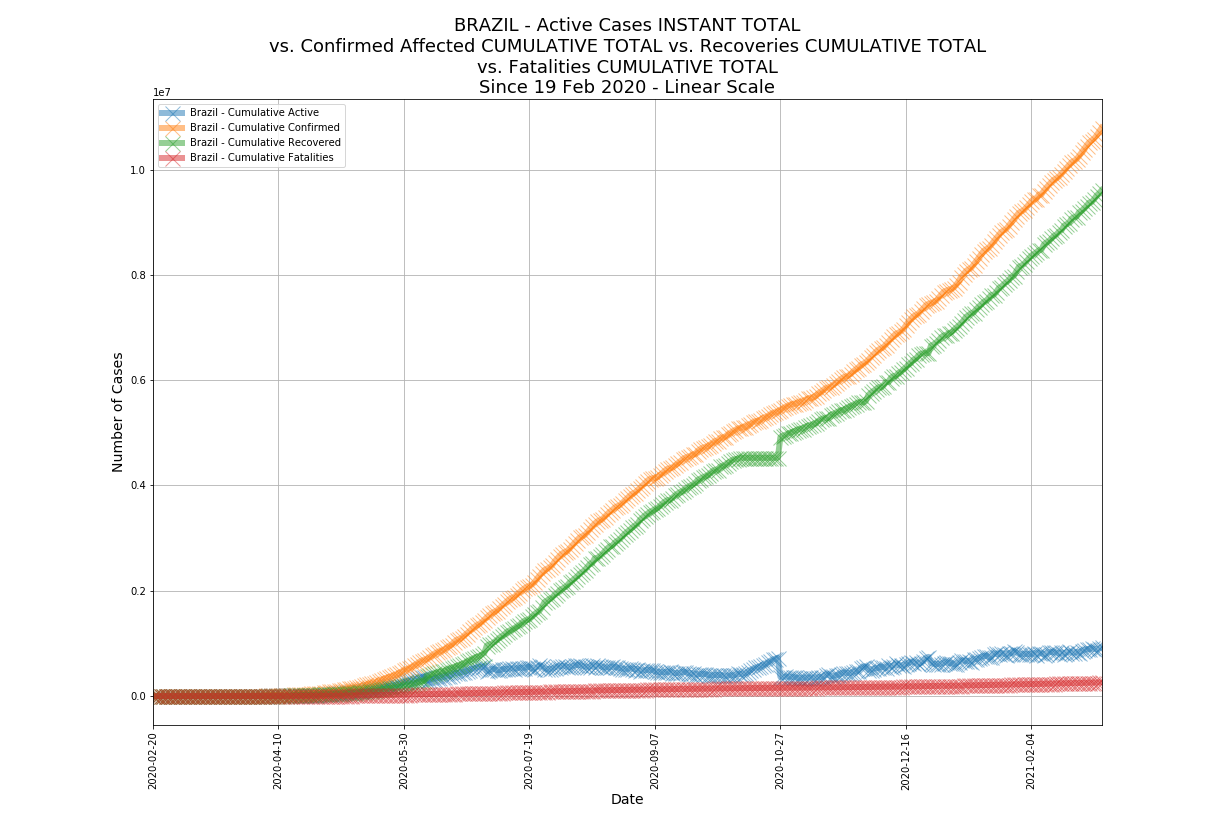 BRAZIL - Active Cases INSTANT TOTAL
vs. Confirmed Affected CUMULATIVE TOTAL vs. Recoveries CUMULATIVE TOTAL
vs. Fatalities CUMULATIVE TOTAL
Since 19 Feb 2020 - Linear Scale
1e7
Brazil - Cumulative Active
Brazil - Cumulative Confirmed
Brazil - Cumulative Recovered
Brazil - Cumulative Fatalities
1.0
0.8
0.6
0.4
0.2
0.0
Number of Cases
2020-02-20
2020-04-10
2020-05-30
2020-07-19
2020-09-07
2020-10-27
2020-12-16
2021-02-04
Date